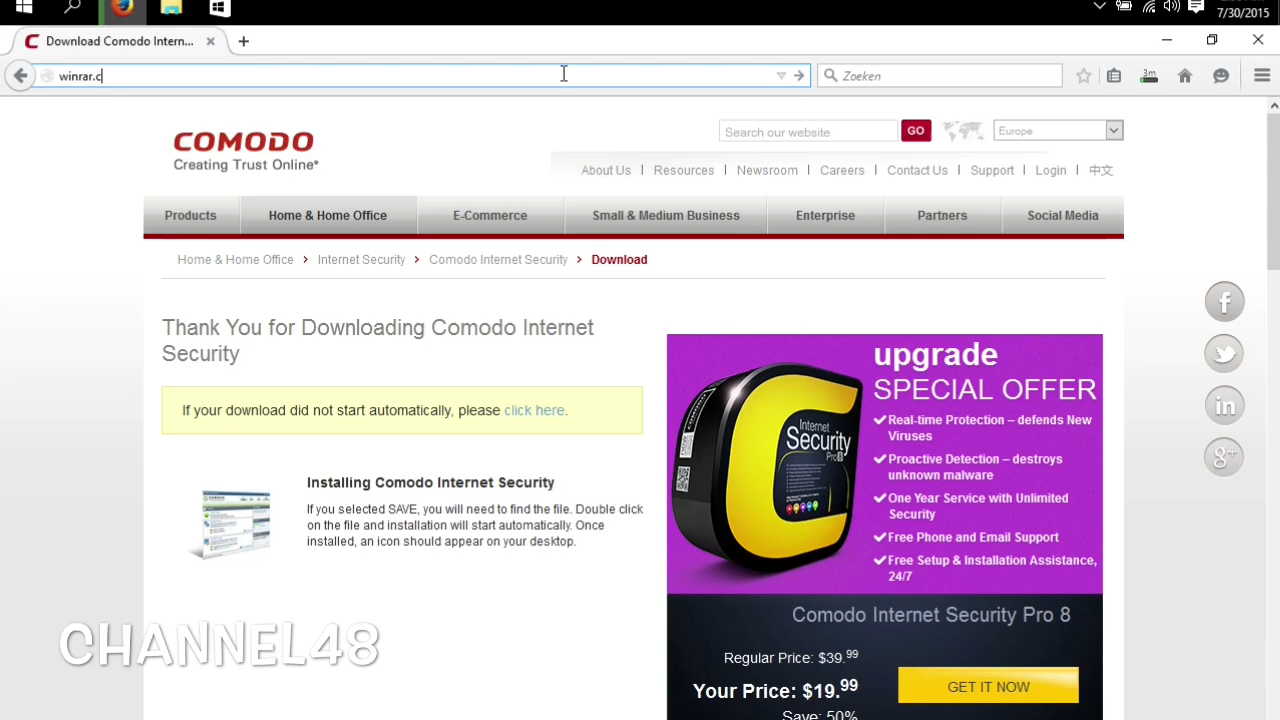 7/30/2015
Download Comodo Intern...
winrar.c
3m
Zoeken
COMODO
Creating Trust Online®
Search our website
GO
Europe
About Us | Resources | Newsroom | Careers | Contact Us | Support | Login | 中文
Products
Home & Home Office
E-Commerce
Small & Medium Business
Enterprise
Partners
Social Media
Home & Home Office > Internet Security > Comodo Internet Security > Download
Thank You for Downloading Comodo Internet
Security
If your download did not start automatically, please click here.
Installing Comodo Internet Security
If you selected SAVE, you will need to find the file. Double click
on the file and installation will start automatically. Once
installed, an icon should appear on your desktop.
upgrade
SPECIAL OFFER
Real-time Protection – defends New
Viruses
Proactive Detection – destroys
unknown malware
One Year Service with Unlimited
Security
Free Phone and Email Support
Free Setup & Installation Assistance,
24/7
Internet
Security
Pro 8
Comodo Internet Security Pro 8
Regular Price: $39.99
Your Price: $19.99
Save: 50%
GET IT NOW
CHANNEL48